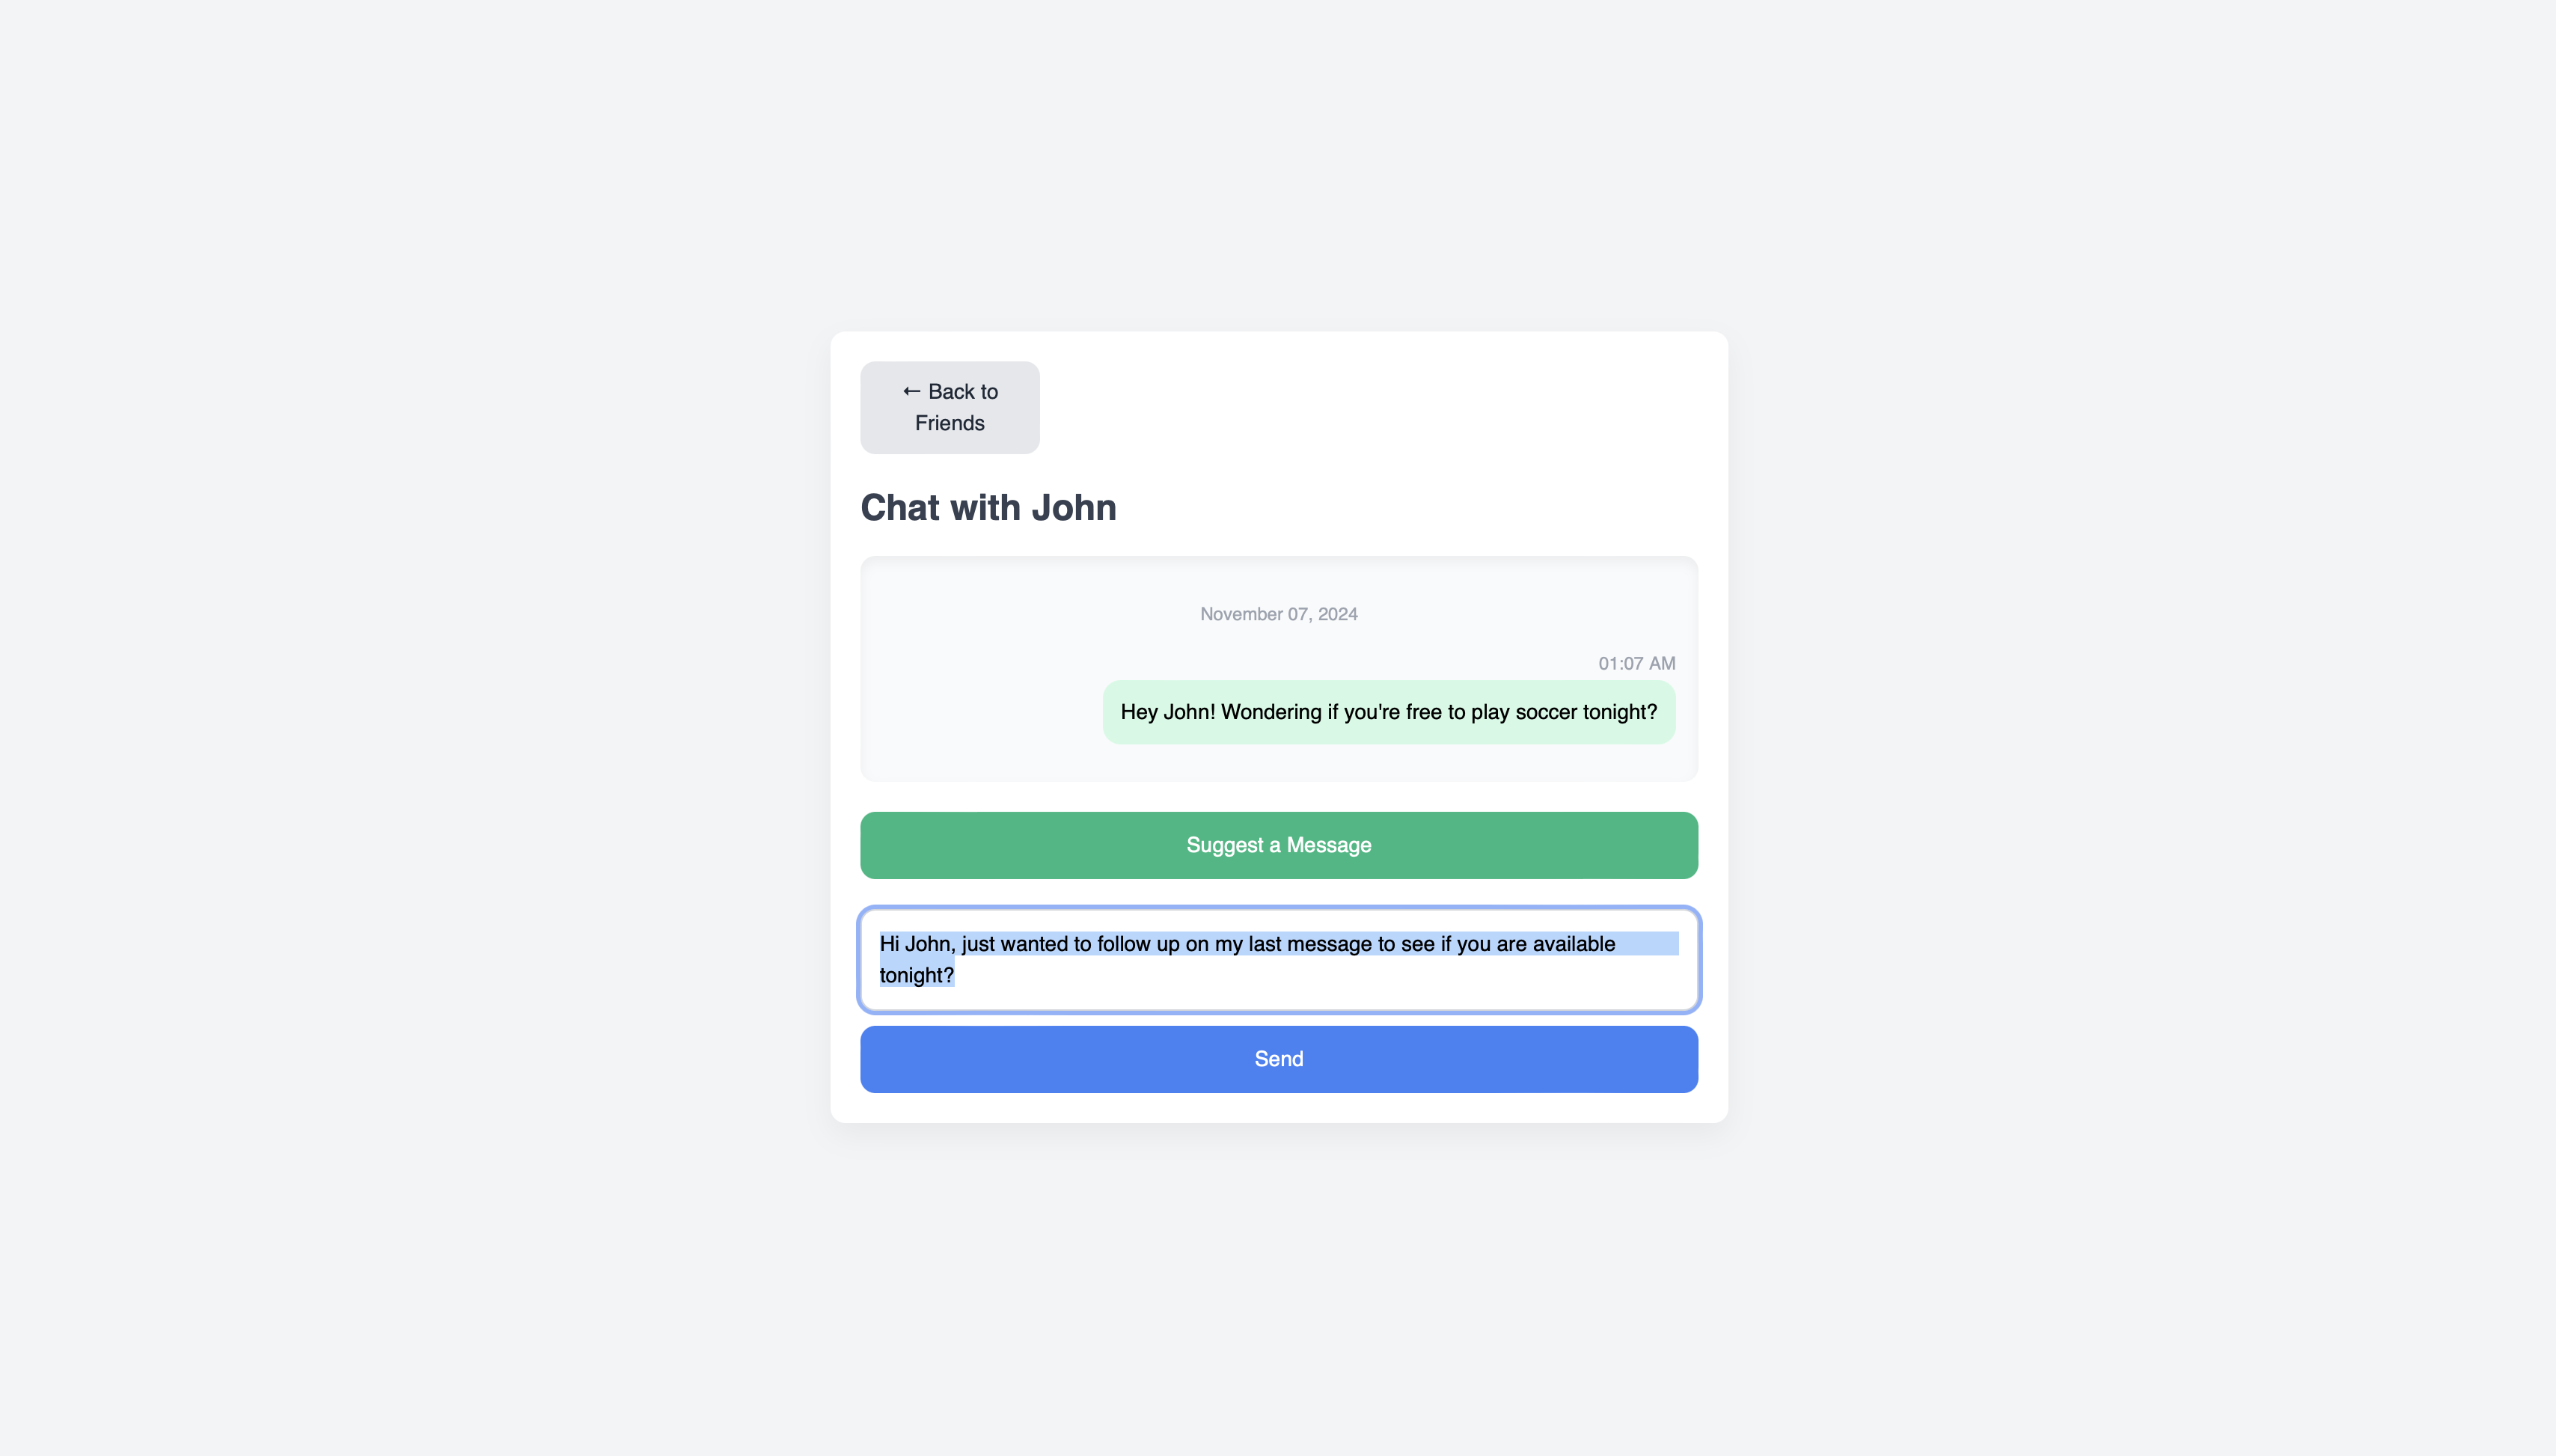 ← Back to
Friends
Chat with John
November 07, 2024
01:07 AM
Hey John! Wondering if you're free to play soccer tonight?
Suggest a Message
Hi John, just wanted to follow up on my last message to see if you are available
tonight?
Send